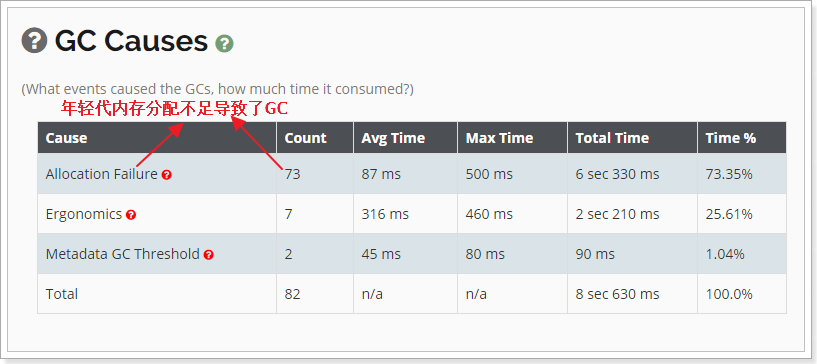 GC Causes
(What events caused the GCs, how much time it consumed?)
年轻代内存分配不足导致了GC
Cause Count Avg Time Max Time Total Time Time %
Allocation Failure 73 87 ms 500 ms 6 sec 330 ms 73.35%
Ergonomics 7 316 ms 460 ms 2 sec 210 ms 25.61%
Metadata GC Threshold 2 45 ms 80 ms 90 ms 1.04%
Total 82 n/a n/a 8 sec 630 ms 100.0%